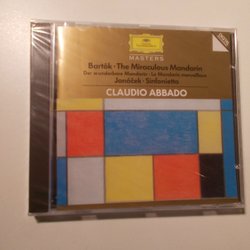 MASTERS
Bartók · The Miraculous Mandarin
Der wunderbare Mandarin · Le Mandarin merveilleux
Janáček · Sinfonietta
CLAUDIO ABBADO